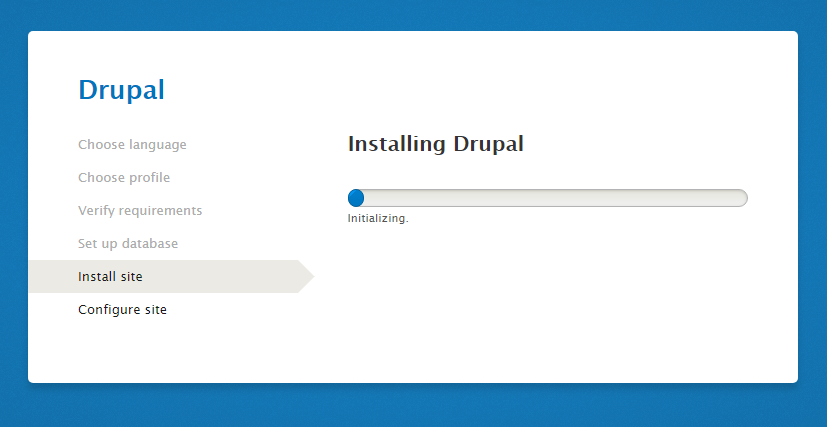 Drupal
Choose language
Choose profile
Verify requirements
Set up database
Install site
Configure site
Installing Drupal
Initializing.